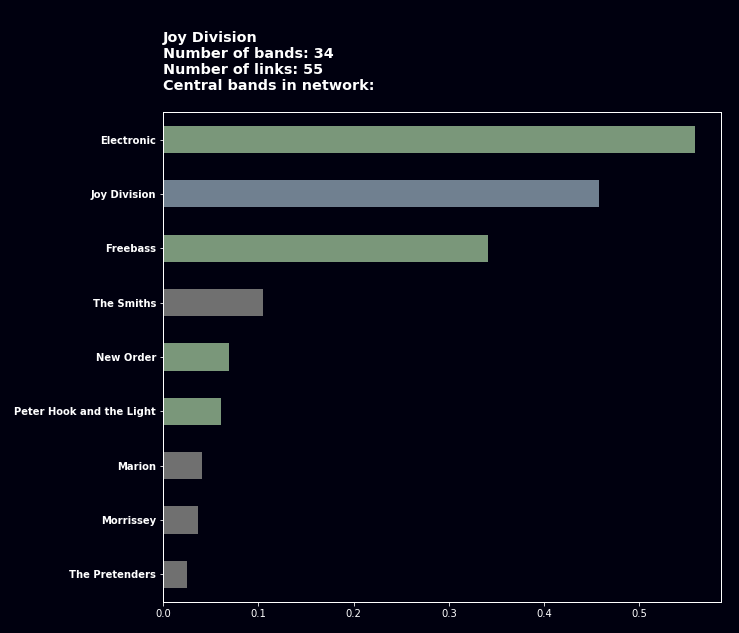 Joy Division
Number of bands: 34
Number of links: 55
Central bands in network:
Electronic
Joy Division
Freebass
The Smiths
New Order
Peter Hook and the Light
Marion
Morrissey
The Pretenders
0.0 0.1 0.2 0.3 0.4 0.5